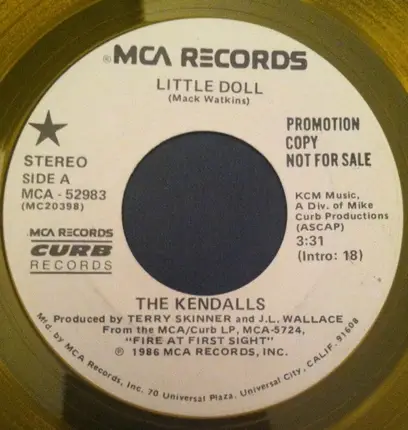 ® MCA RECORDS
LITTLE DOLL
(Mack Watkins)
PROMOTION
COPY
NOT FOR SALE
STEREO
SIDE A
MCA - 52983
(MC20398)
MCA RECORDS
CURB
RECORDS
KCM Music,
A Div. of Mike
Curb Productions
(ASCAP)
3:31
(Intro: 18)
THE KENDALLS
Produced by TERRY SKINNER and J.L. WALLACE
From the MCA/Curb LP, MCA-5724,
"FIRE AT FIRST SIGHT"
℗ 1986 MCA RECORDS, INC.
Mfd. by MCA Records, Inc. 70 Universal Plaza, Universal City, CALIF. 91608